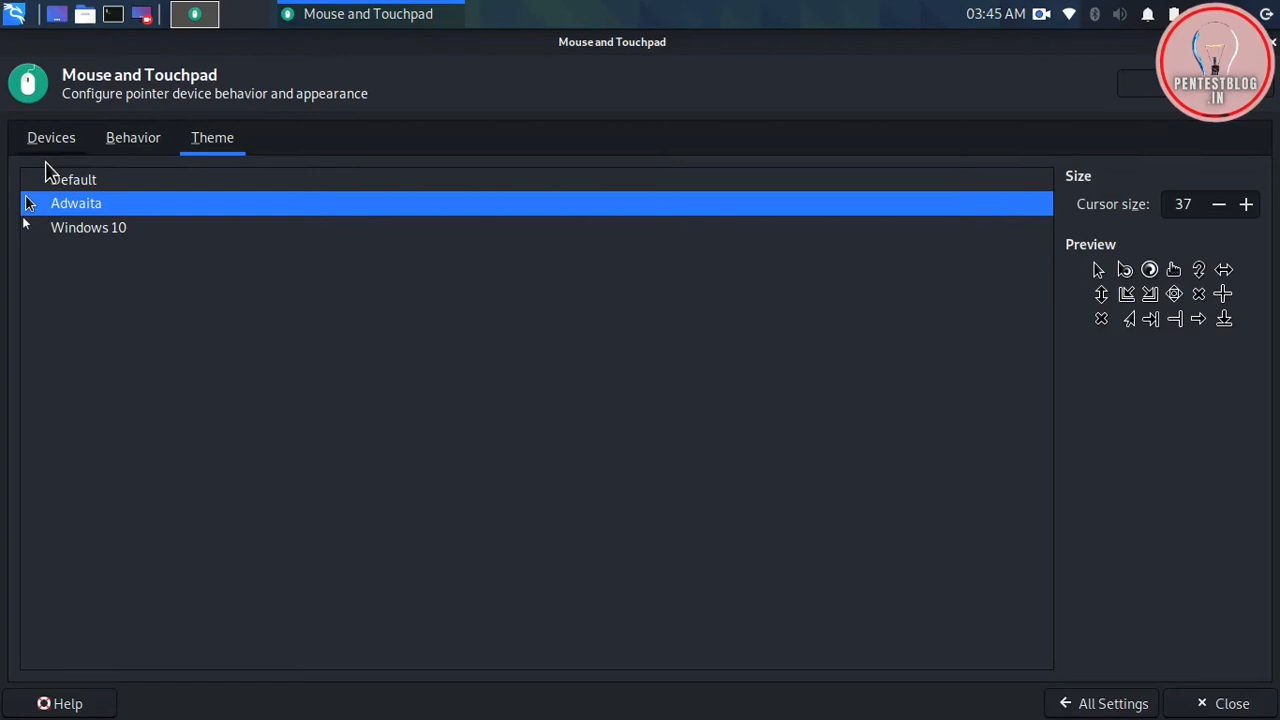 Mouse and Touchpad
03:45 AM
Mouse and Touchpad
Mouse and Touchpad
Configure pointer device behavior and appearance
PENTESTBLOG
.IN
Devices
Behavior
Theme
Default
Adwaita
Windows 10
Size
Cursor size: 37
Preview
Help
All Settings
Close